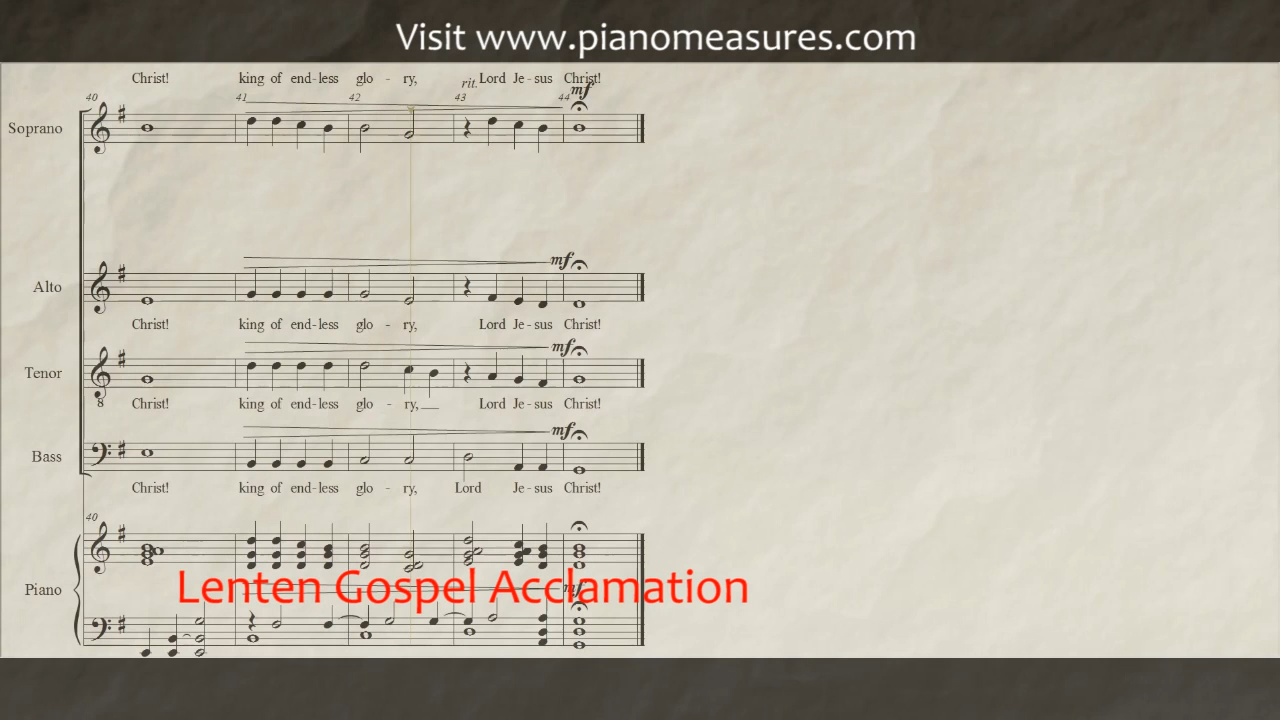 Visit www.pianomeasures.com
Christ! king of end-less glo - ry, Lord Je-sus Christ!
rit.
mf
40 41 42 43 44
Soprano
mf
Alto
Christ! king of end-less glo - ry, Lord Je-sus Christ!
mf
Tenor
8
Christ! king of end-less glo - ry,__ Lord Je-sus Christ!
mf
Bass
Christ! king of end-less glo - ry, Lord Je-sus Christ!
40
Piano
Lenten Gospel Acclamation
mf